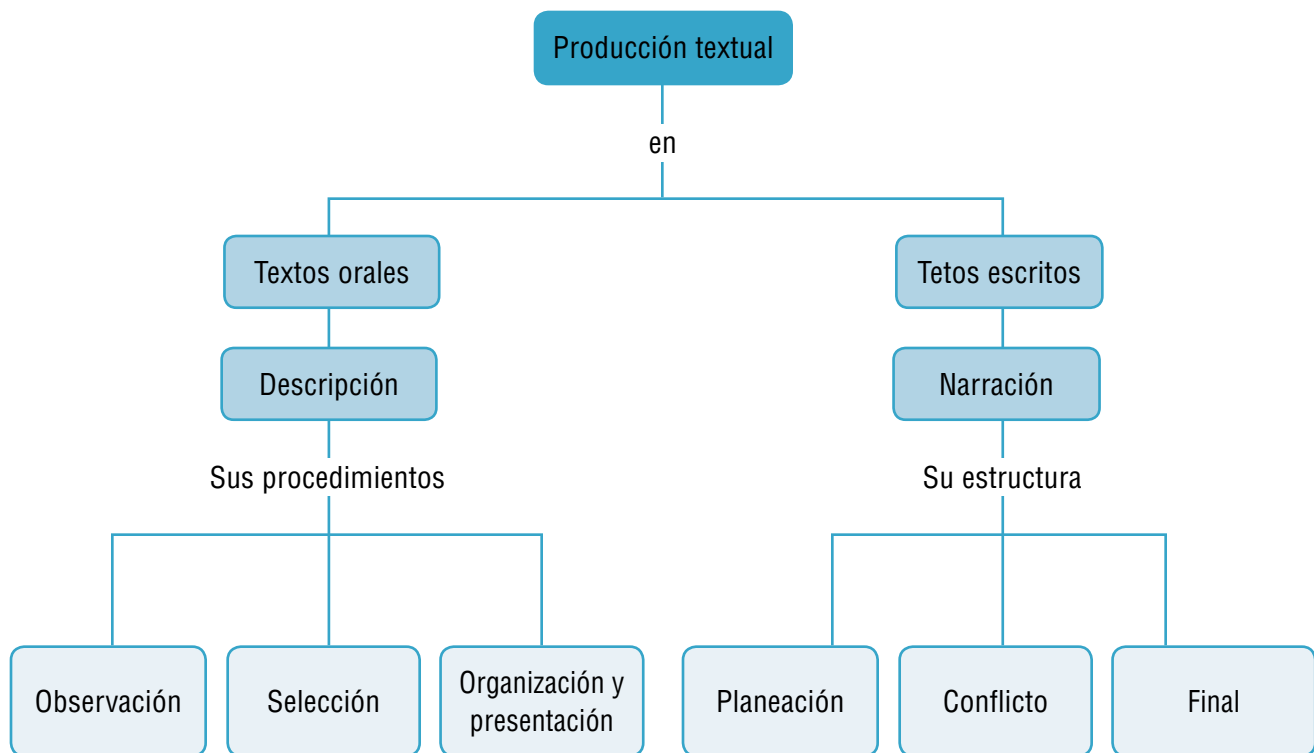 Producción textual
en
Textos orales
Tetos escritos
Descripción
Narración
Sus procedimientos
Su estructura
Observación
Selección
Organización y
presentación
Planeación
Conflicto
Final